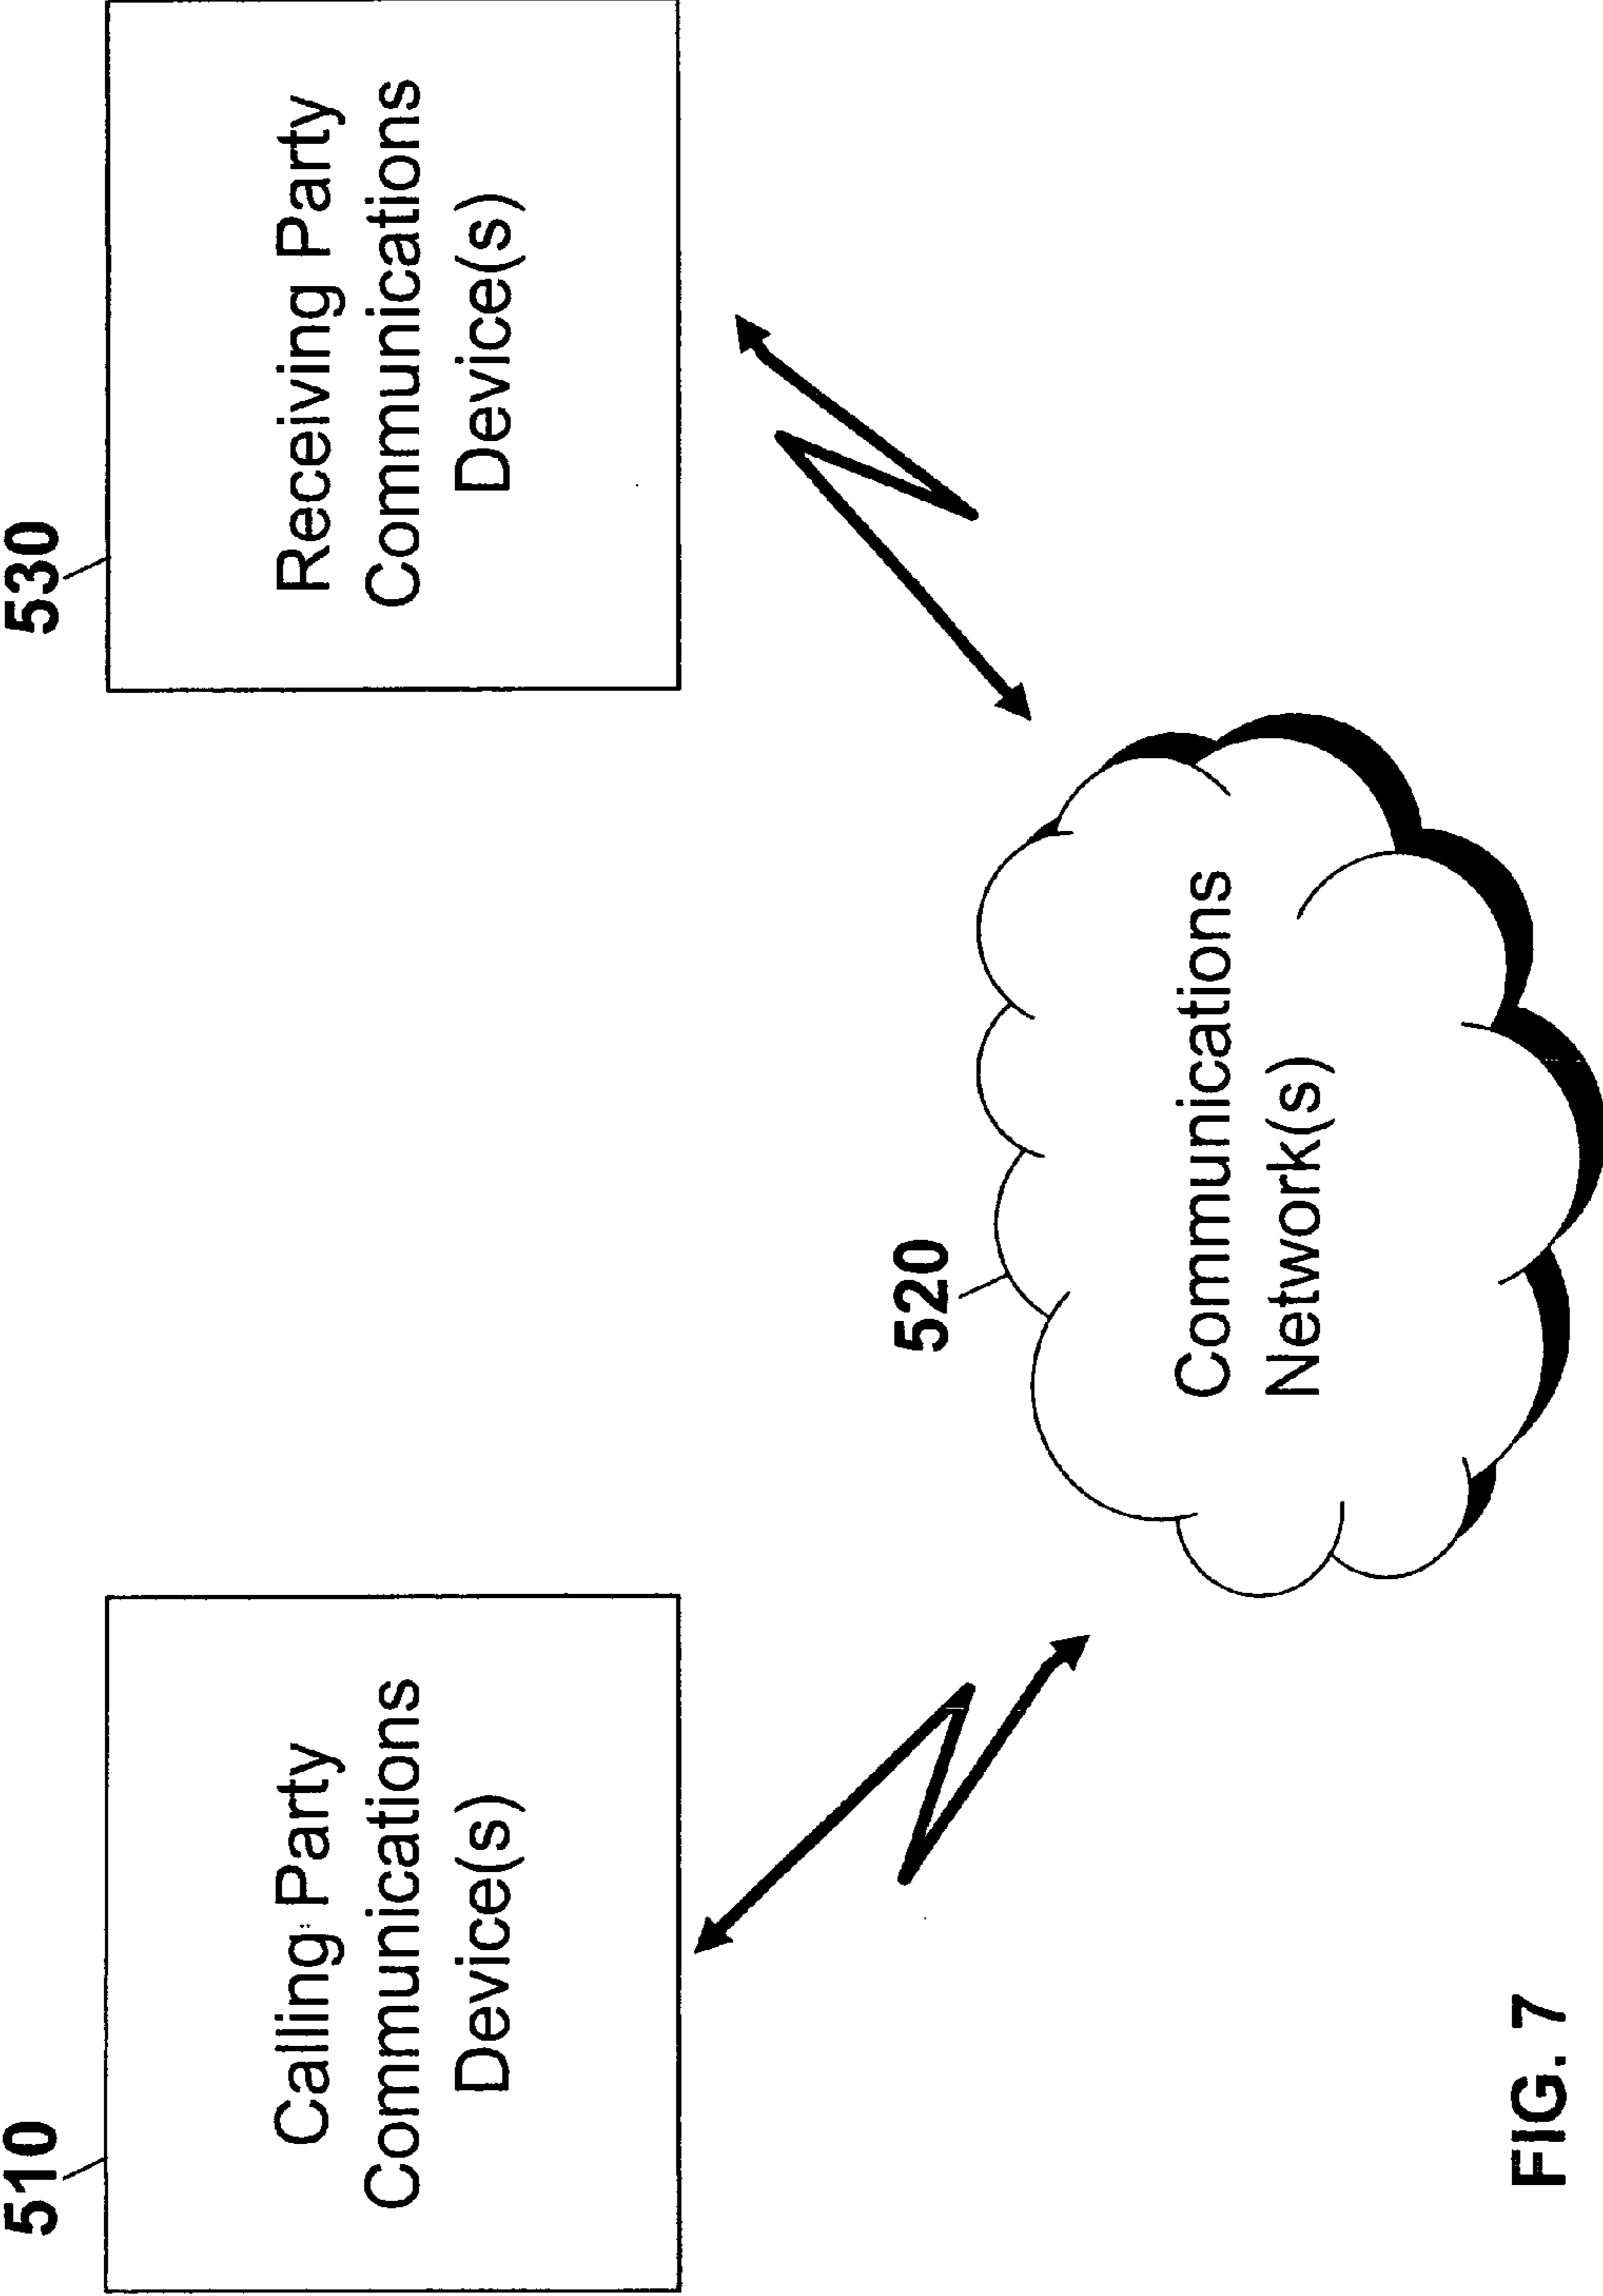 510
Calling Party
Communications
Device(s)
530
Receiving Party
Communications
Device(s)
520
Communications
Network(s)
FIG. 7